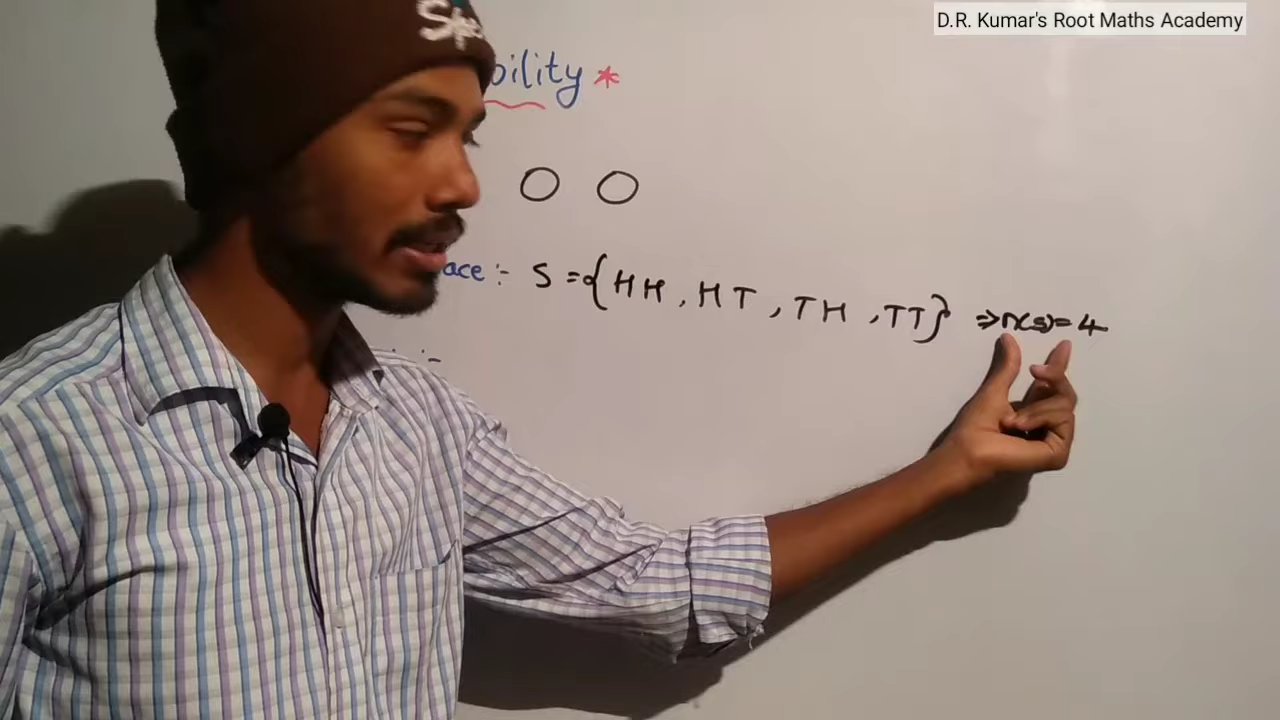 D.R. Kumar's Root Maths Academy
bility *
ace :- S = {HH, HT, TH, TT} ⇒ n(s) = 4
:-